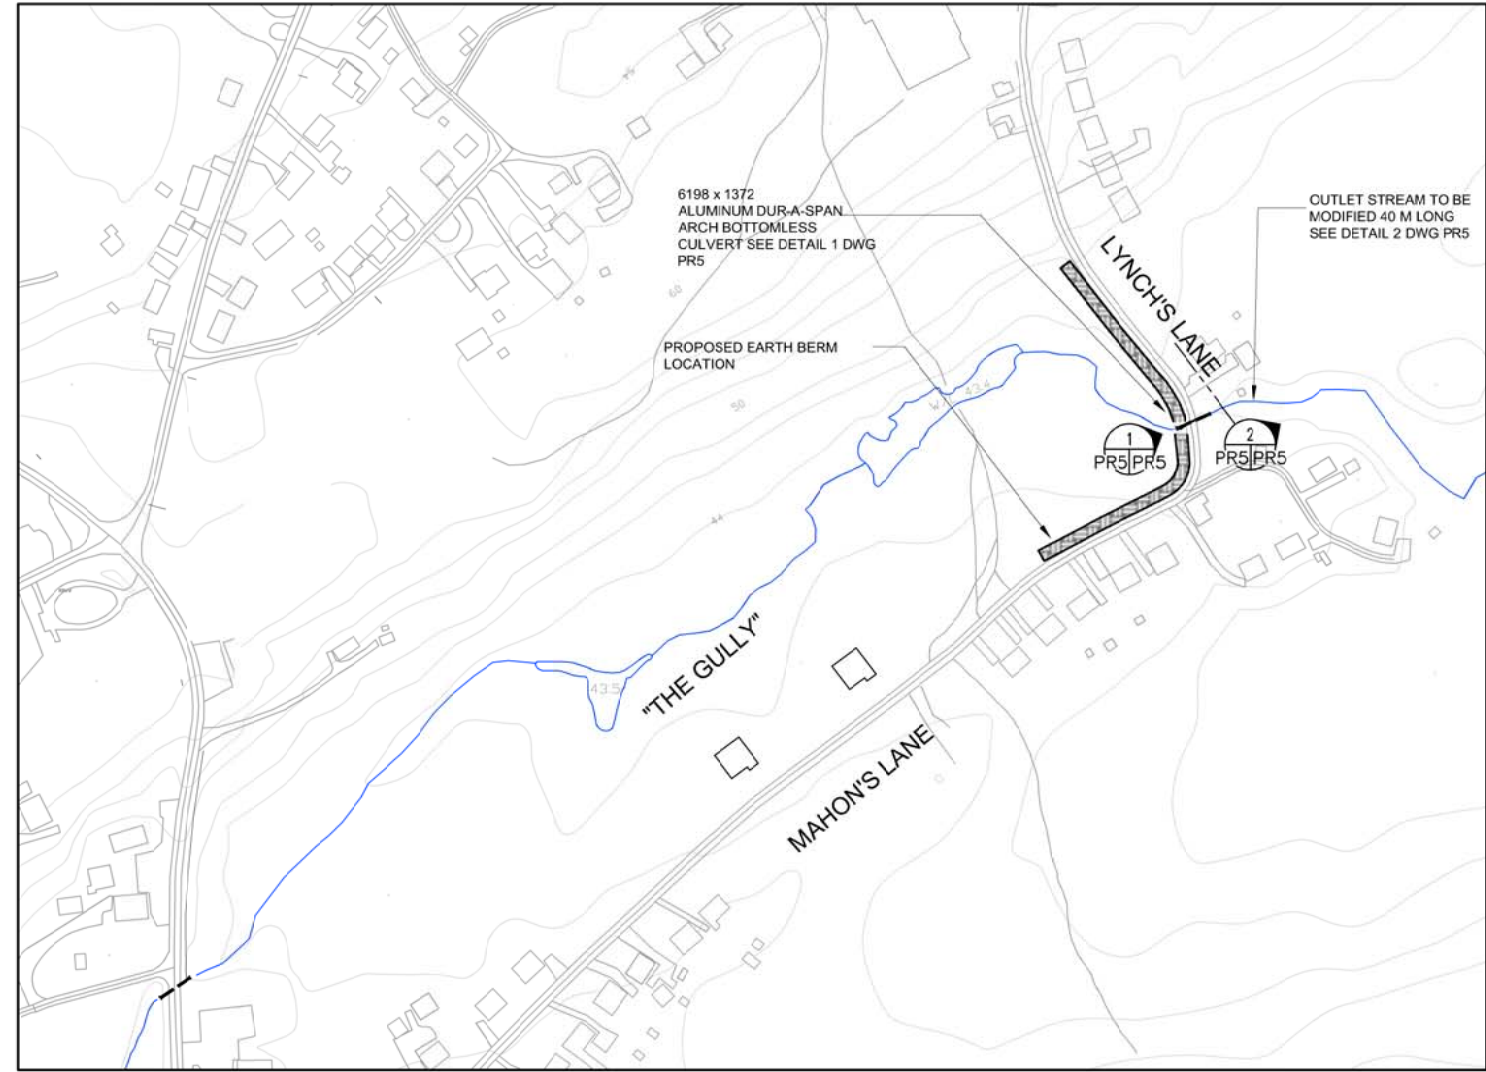 54
6198 x 1372
ALUMINUM DUR-A-SPAN
ARCH BOTTOMLESS
CULVERT SEE DETAIL 1 DWG
PR5
OUTLET STREAM TO BE
MODIFIED 40 M LONG
SEE DETAIL 2 DWG PR5
LYNCH'S LANE
60
PROPOSED EARTH BERM
LOCATION
50
W
43.4
1
PR5 PR5
2
PR5 PR5
44
"THE GULLY"
43.5
MAHON'S LANE